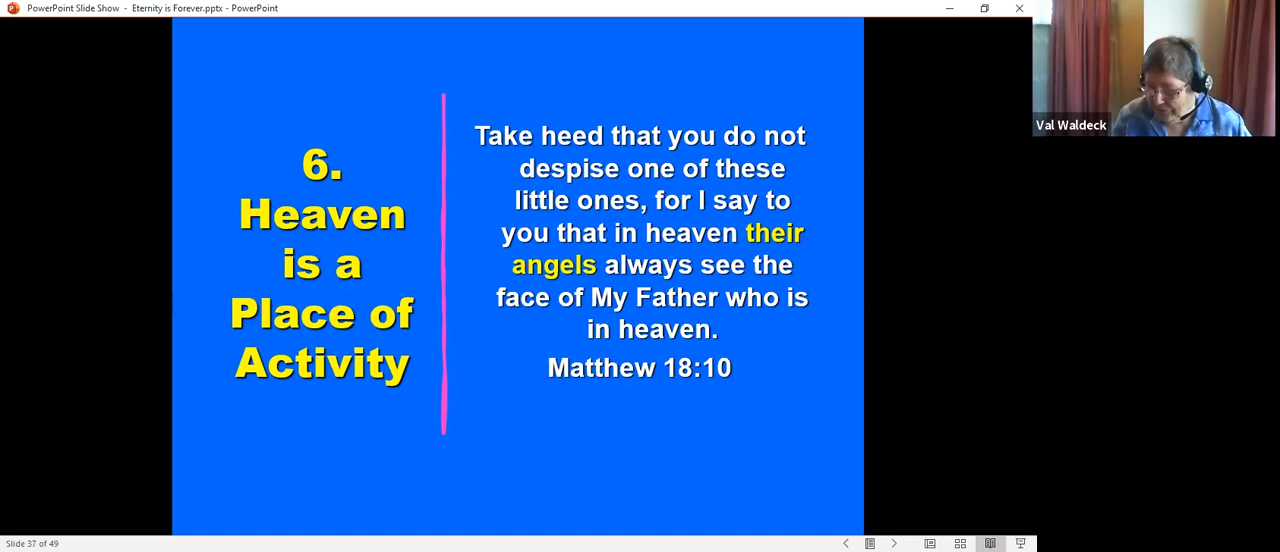 PowerPoint Slide Show - Eternity is Forever.pptx - PowerPoint
Val Waldeck
6.
Heaven
is a
Place of
Activity
Take heed that you do not
despise one of these
little ones, for I say to
you that in heaven their
angels always see the
face of My Father who is
in heaven.
Matthew 18:10
Slide 37 of 49